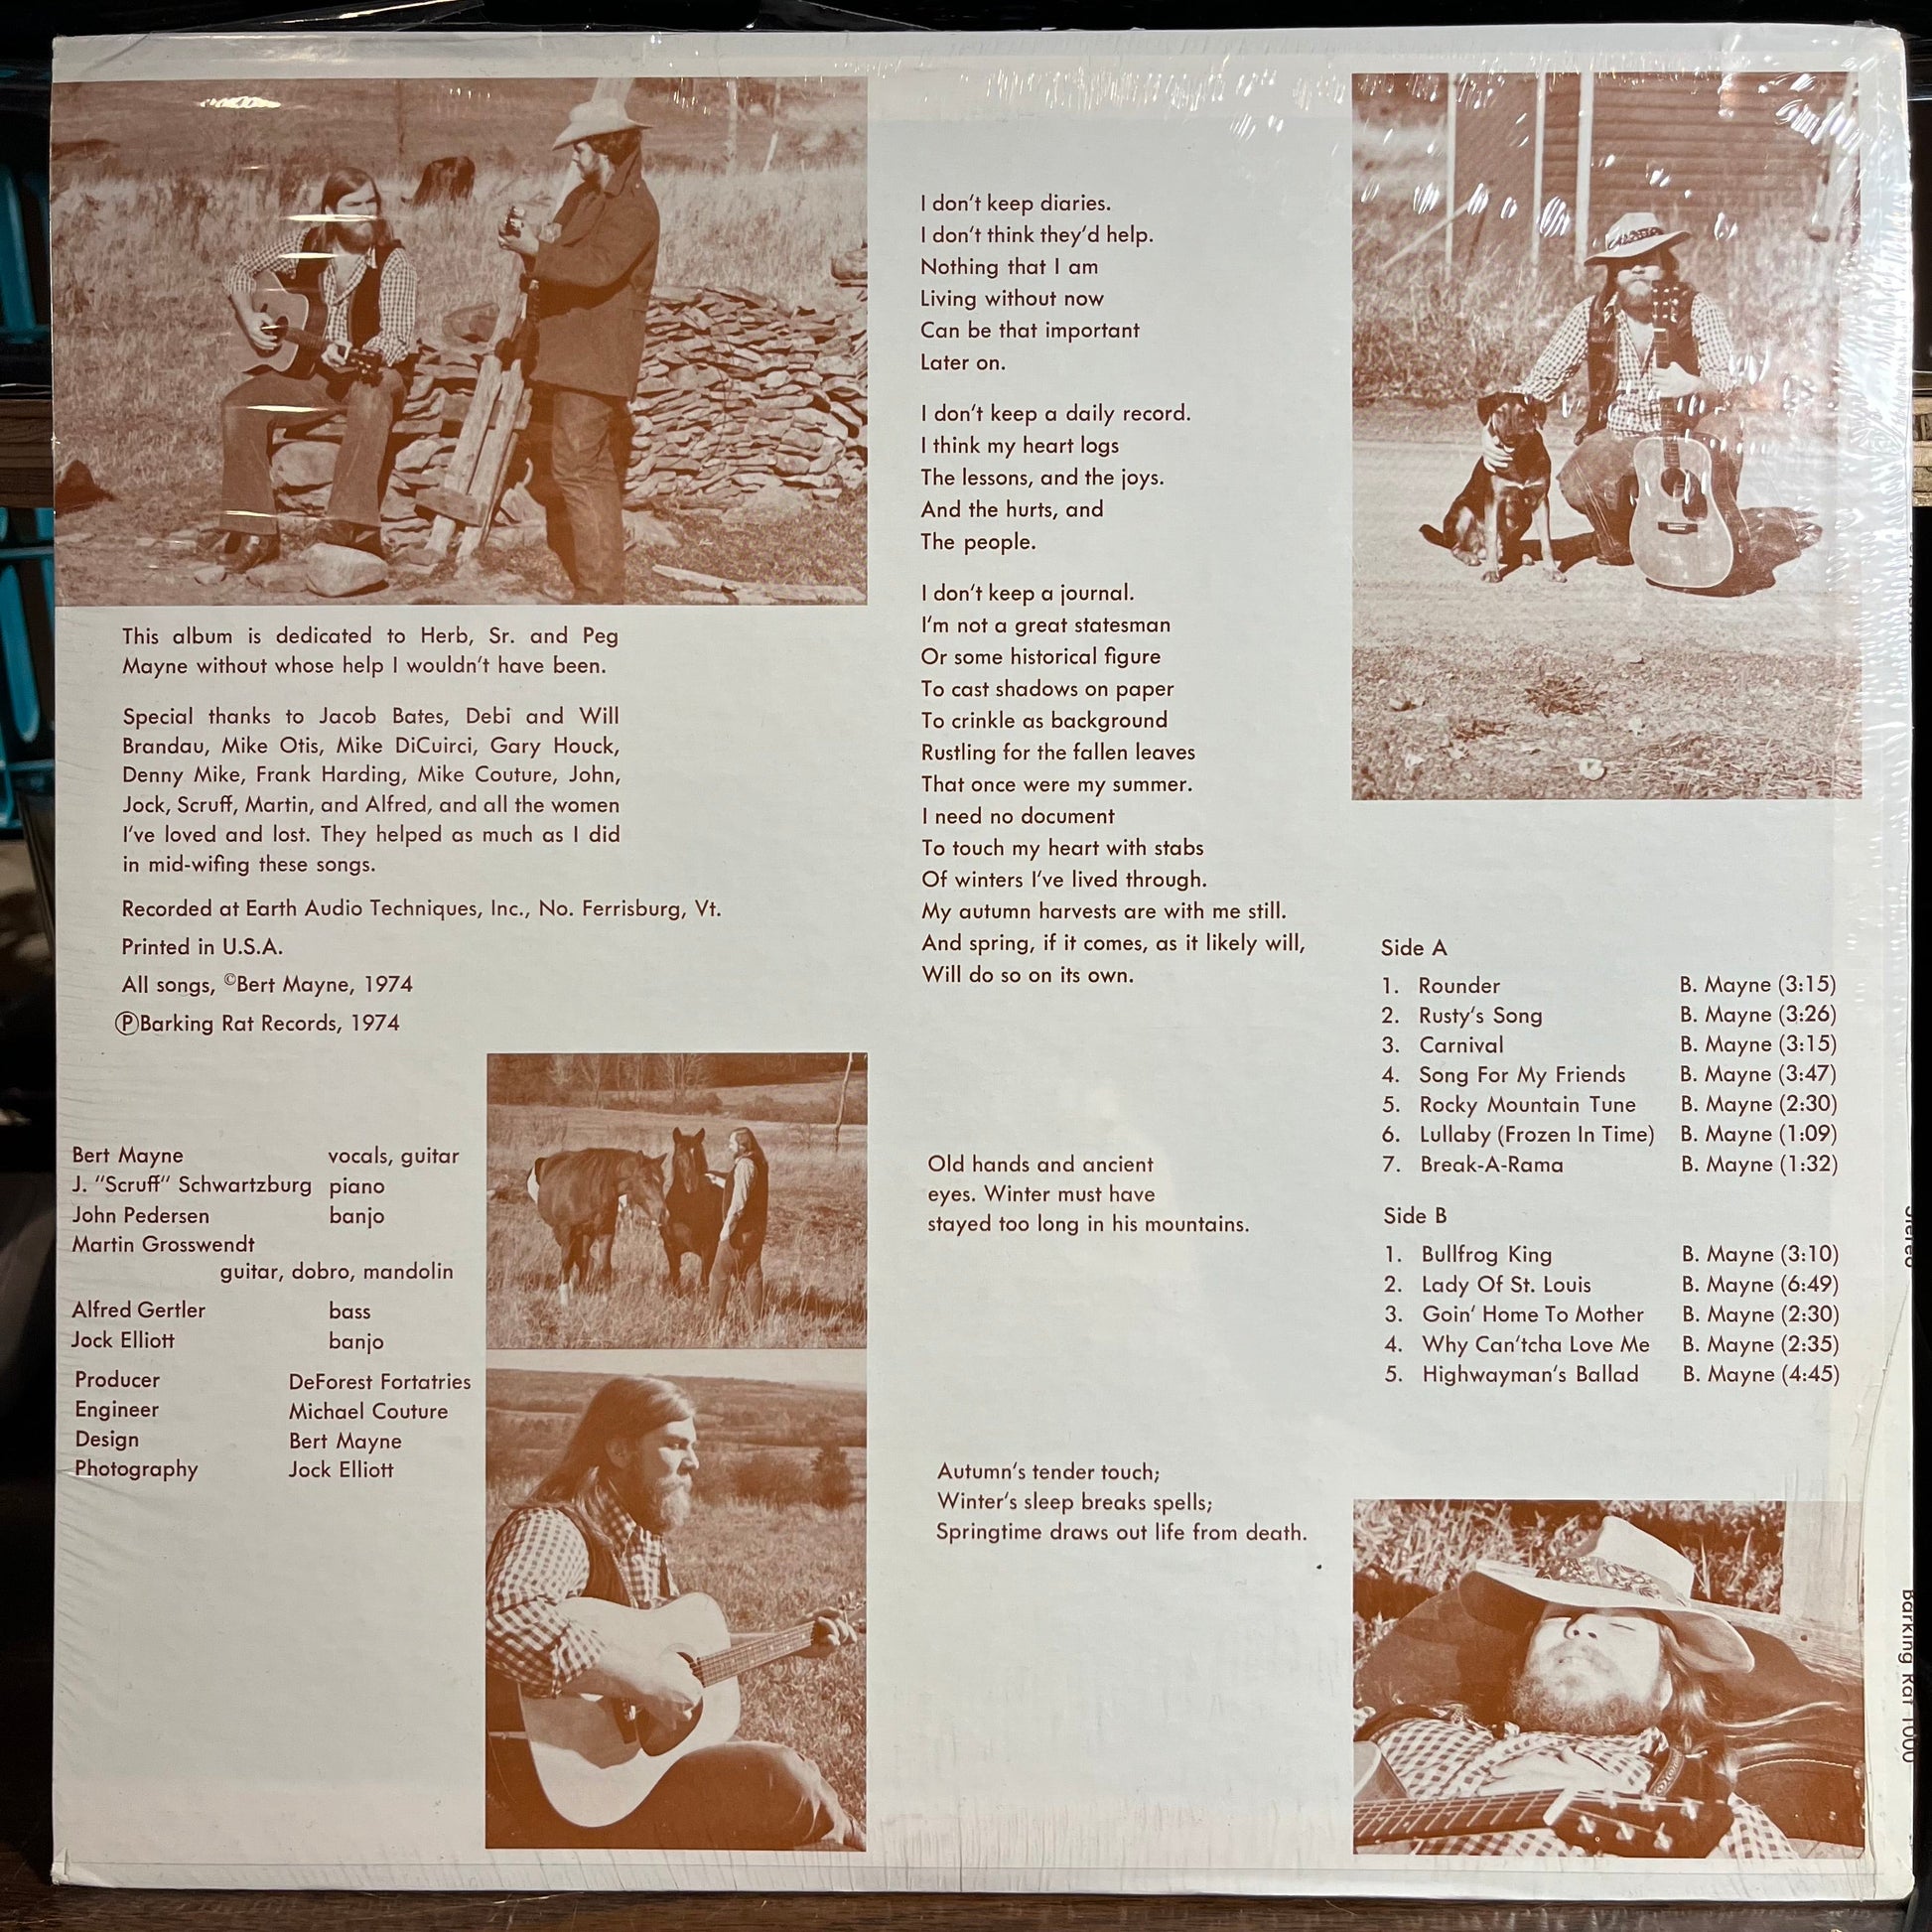 This album is dedicated to Herb, Sr. and Peg
Mayne without whose help I wouldn't have been.
Special thanks to Jacob Bates, Debi and Will
Brandau, Mike Otis, Mike DiCuirci, Gary Houck,
Denny Mike, Frank Harding, Mike Couture, John,
Jock, Scruff, Martin, and Alfred, and all the women
I've loved and lost. They helped as much as I did
in mid-wifing these songs.
Recorded at Earth Audio Techniques, Inc., No. Ferrisburg, Vt.
Printed in U.S.A.
All songs, ©Bert Mayne, 1974
ⓅBarking Rat Records, 1974
Bert Mayne vocals, guitar
J. "Scruff" Schwartzburg piano
John Pedersen banjo
Martin Grosswendt
guitar, dobro, mandolin
Alfred Gertler bass
Jock Elliott banjo
Producer DeForest Fortatries
Engineer Michael Couture
Design Bert Mayne
Photography Jock Elliott
I don't keep diaries.
I don't think they'd help.
Nothing that I am
Living without now
Can be that important
Later on.
I don't keep a daily record.
I think my heart logs
The lessons, and the joys.
And the hurts, and
The people.
I don't keep a journal.
I'm not a great statesman
Or some historical figure
To cast shadows on paper
To crinkle as background
Rustling for the fallen leaves
That once were my summer.
I need no document
To touch my heart with stabs
Of winters I've lived through.
My autumn harvests are with me still.
And spring, if it comes, as it likely will,
Will do so on its own.
Old hands and ancient
eyes. Winter must have
stayed too long in his mountains.
Autumn's tender touch;
Winter's sleep breaks spells;
Springtime draws out life from death.
Side A
1. Rounder B. Mayne (3:15)
2. Rusty's Song B. Mayne (3:26)
3. Carnival B. Mayne (3:15)
4. Song For My Friends B. Mayne (3:47)
5. Rocky Mountain Tune B. Mayne (2:30)
6. Lullaby (Frozen In Time) B. Mayne (1:09)
7. Break-A-Rama B. Mayne (1:32)
Side B
1. Bullfrog King B. Mayne (3:10)
2. Lady Of St. Louis B. Mayne (6:49)
3. Goin' Home To Mother B. Mayne (2:30)
4. Why Can'tcha Love Me B. Mayne (2:35)
5. Highwayman's Ballad B. Mayne (4:45)
Stereo
Barking Rat 1000